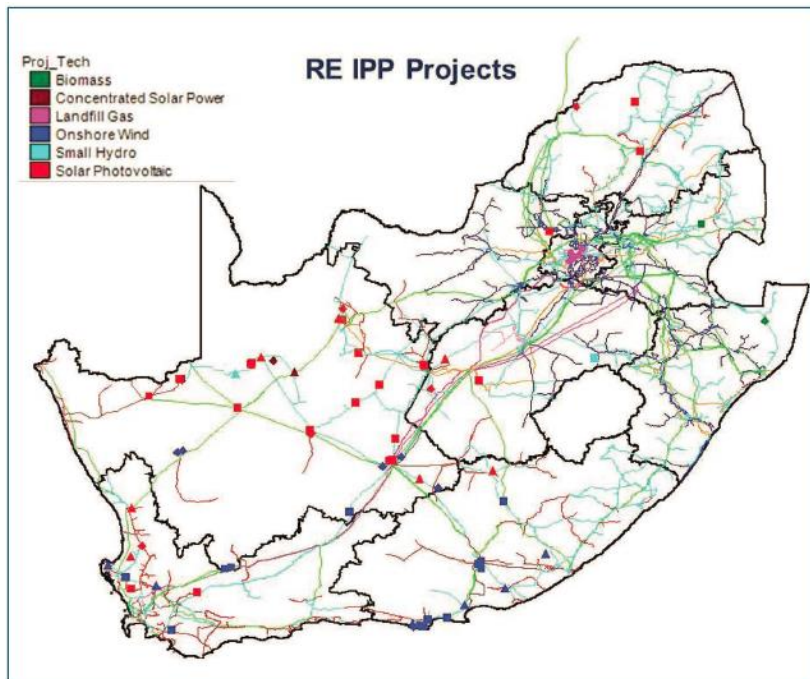 RE IPP Projects
Proj_Tech
Biomass
Concentrated Solar Power
Landfill Gas
Onshore Wind
Small Hydro
Solar Photovoltaic